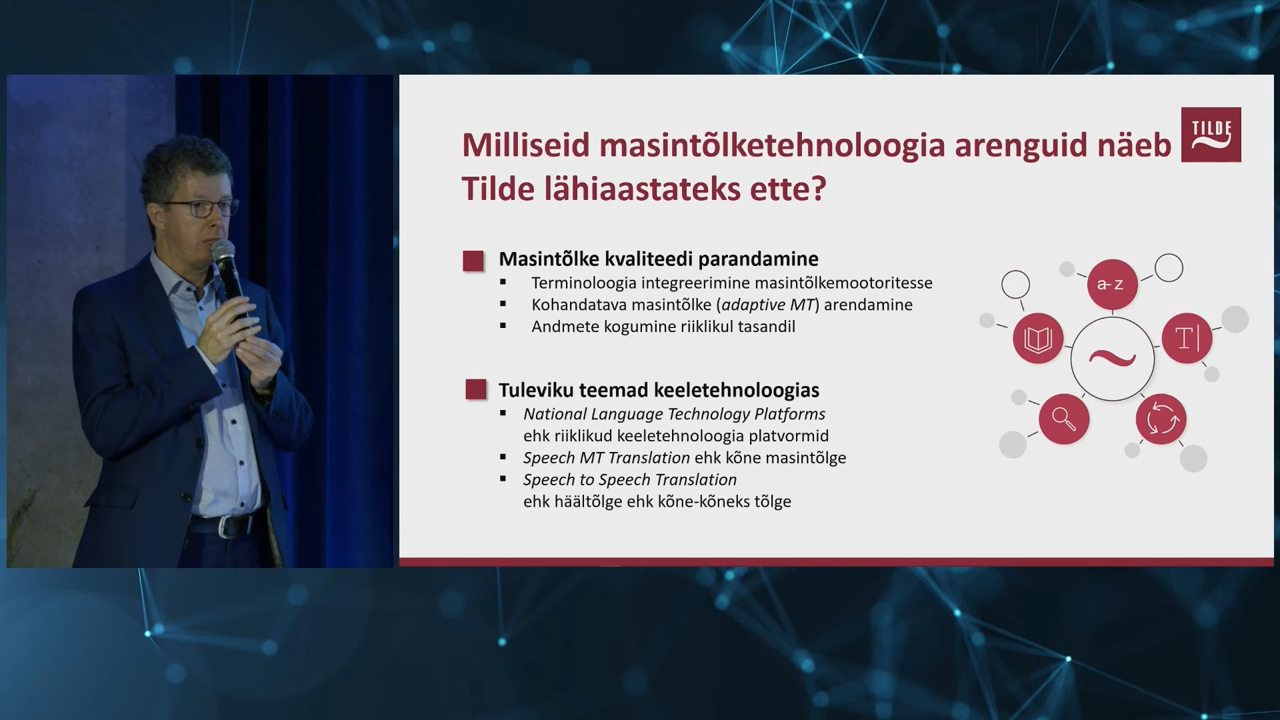 Milliseid masintõlketehnoloogia arenguid näeb
Tilde lähiaastateks ette?
TILDE
Masintõlke kvaliteedi parandamine
Terminoloogia integreerimine masintõlkemootoritesse
Kohandatava masintõlke (adaptive MT) arendamine
Andmete kogumine riiklikul tasandil
Tuleviku teemad keeletehnoloogias
National Language Technology Platforms
ehk riiklikud keeletehnoloogia platvormid
Speech MT Translation ehk kõne masintõlge
Speech to Speech Translation
ehk häältõlge ehk kõne-kõneks tõlge
a-z
T